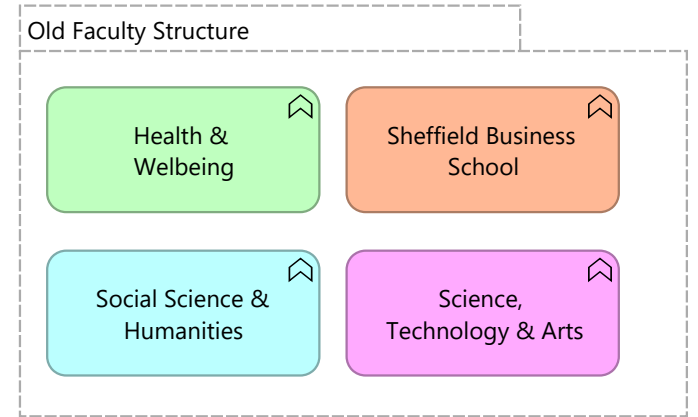 Old Faculty Structure
Health &
Welbeing
Sheffield Business
School
Social Science &
Humanities
Science,
Technology & Arts